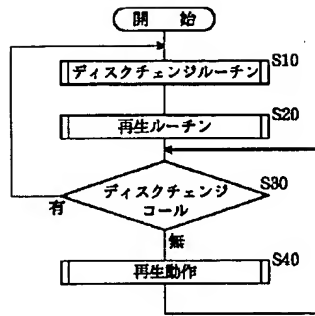 開 始
ディスクチェンジルーチン
S10
再生ルーチン
S20
ディスクチェンジ
コール
S30
有
無
再生動作
S40